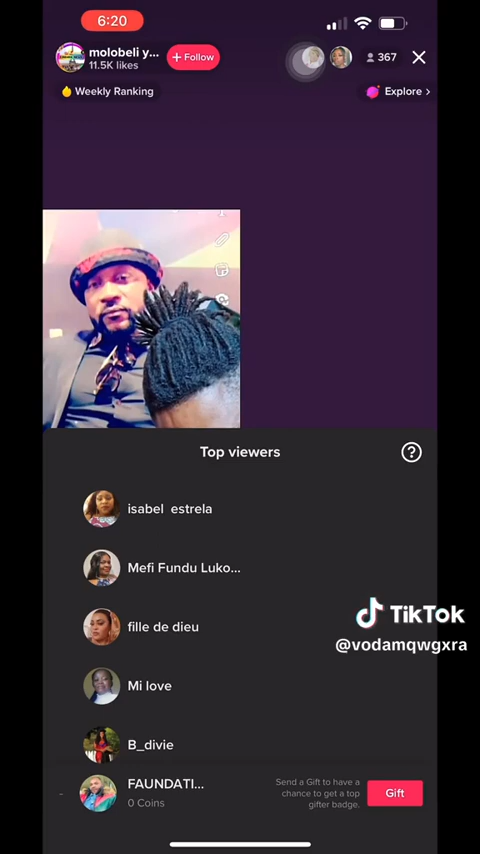 6:20
molobeli y...
11.5K likes
+ Follow
367
Weekly Ranking
Explore >
Top viewers
?
isabel estrela
Mefi Fundu Luko...
fille de dieu
TikTok
@vodamqwgxra
Mi love
B_divie
-
FAUNDATI...
0 Coins
Send a Gift to have a
chance to get a top
gifter badge.
Gift